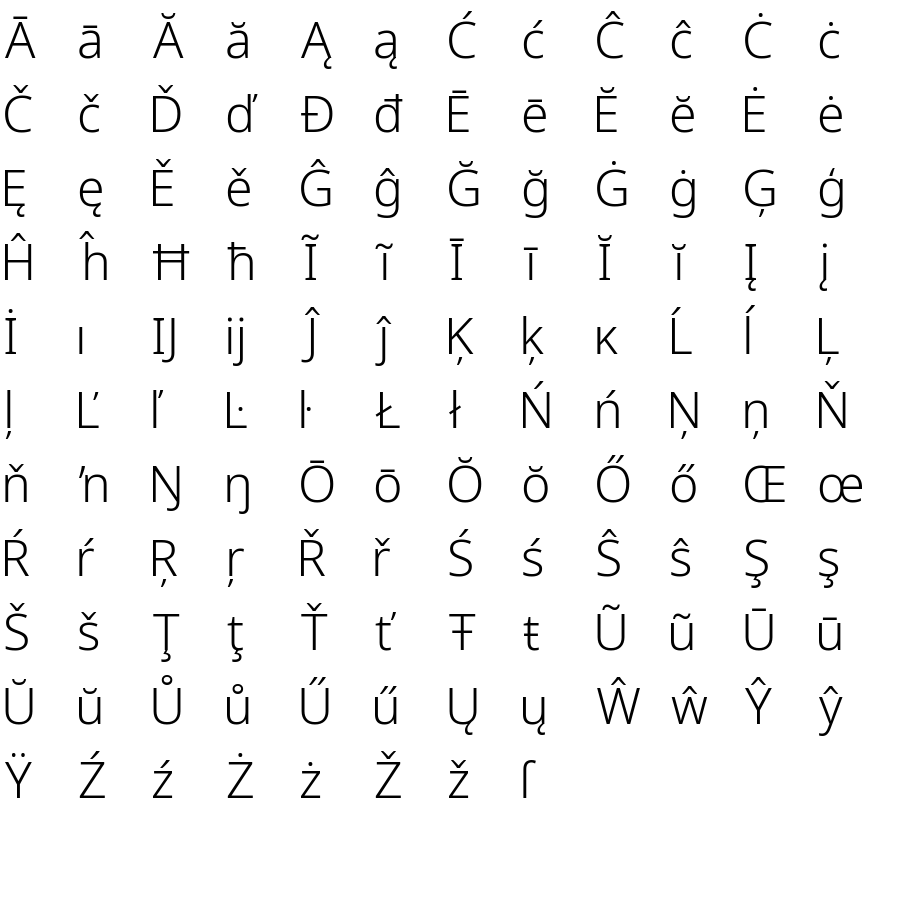 Ā ā Ă ă Ą ą Ć ć Ĉ ĉ Ċ ċ
Č č Ď ď Đ đ Ē ē Ĕ ĕ Ė ė
Ę ę Ě ě Ĝ ĝ Ğ ğ Ġ ġ Ģ ģ
Ĥ ĥ Ħ ħ Ĩ ĩ Ī ī Ĭ ĭ Į į
İ ı Ĳ ĳ Ĵ ĵ Ķ ķ ĸ Ĺ ĺ Ļ
ļ Ľ ľ Ŀ ŀ Ł ł Ń ń Ņ ņ Ň
ň ŉ Ŋ ŋ Ō ō Ŏ ŏ Ő ő Œ œ
Ŕ ŕ Ŗ ŗ Ř ř Ś ś Ŝ ŝ Ş ş
Š š Ţ ţ Ť ť Ŧ ŧ Ũ ũ Ū ū
Ŭ ŭ Ů ů Ű ű Ų ų Ŵ ŵ Ŷ ŷ
Ÿ Ź ź Ż ż Ž ž ſ